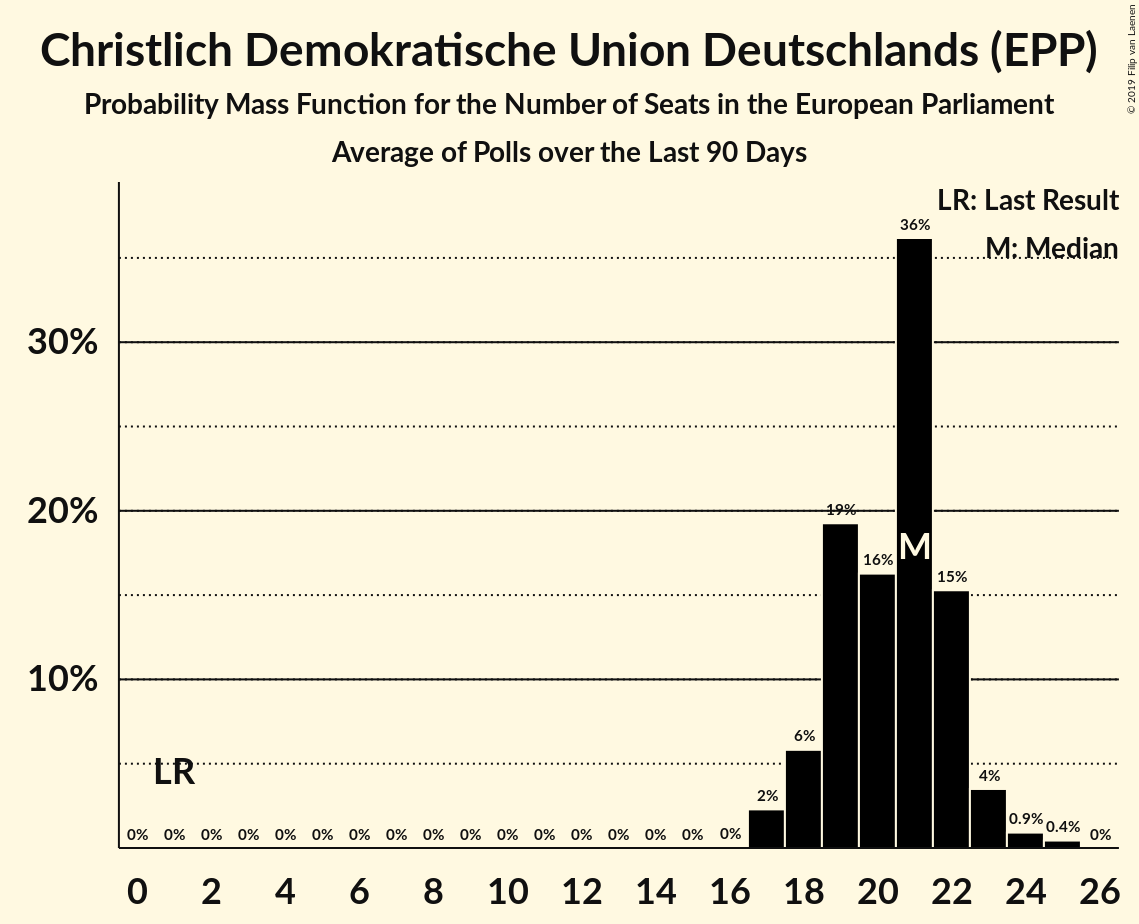 Christlich Demokratische Union Deutschlands (EPP)
Probability Mass Function for the Number of Seats in the European Parliament
Average of Polls over the Last 90 Days
© 2019 Filip van Laenen
LR: Last Result
M: Median
36%
30%
20%
19%
16%
M
15%
10%
6%
LR
2%
4%
0.9%
0.4%
0% 0% 0% 0% 0% 0% 0% 0% 0% 0% 0% 0% 0% 0% 0% 0% 0% 0%
0 2 4 6 8 10 12 14 16 18 20 22 24 26